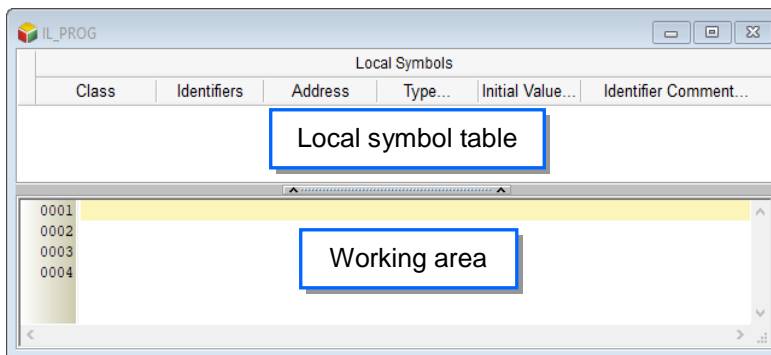 IL_PROG
Local Symbols
Class Identifiers Address Type... Initial Value... Identifier Comment...
Local symbol table
0001
0002
0003
Working area
0004